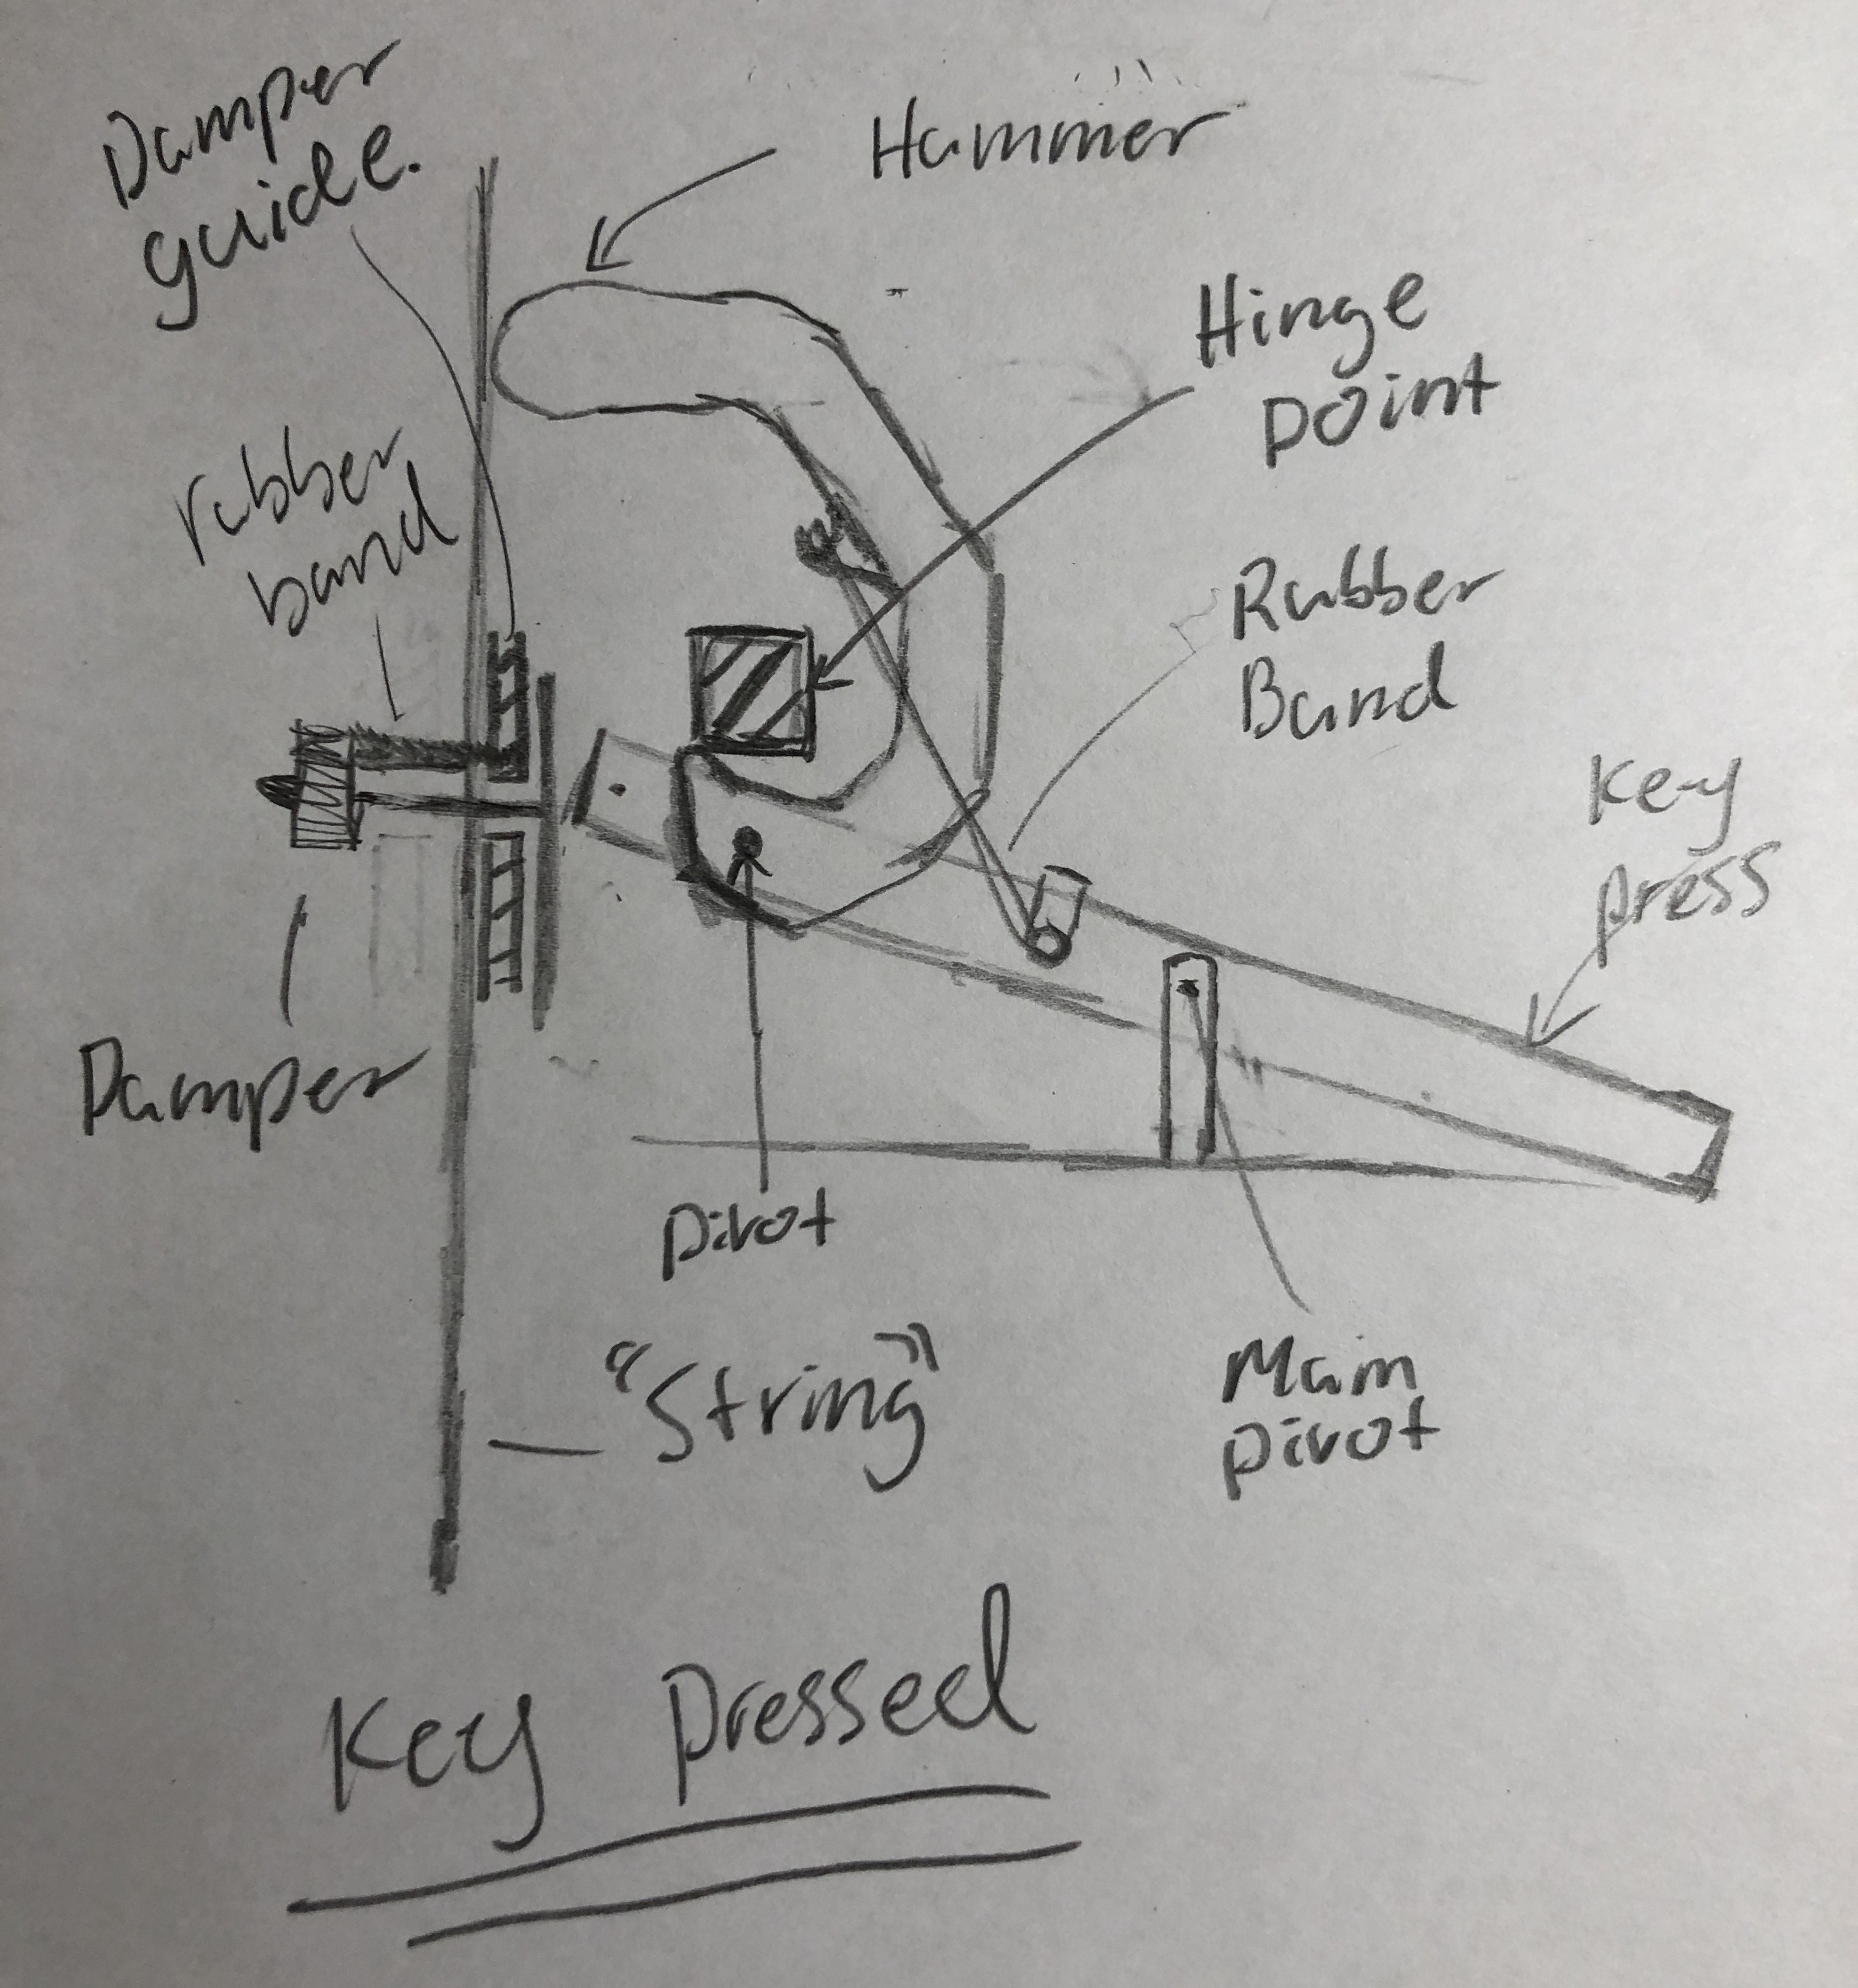 Damper
guide.
Hammer
Hinge
point
rubber
band
Rubber
Band
Key
press
Damper
pivot
"String"
Main
pivot
Key pressed